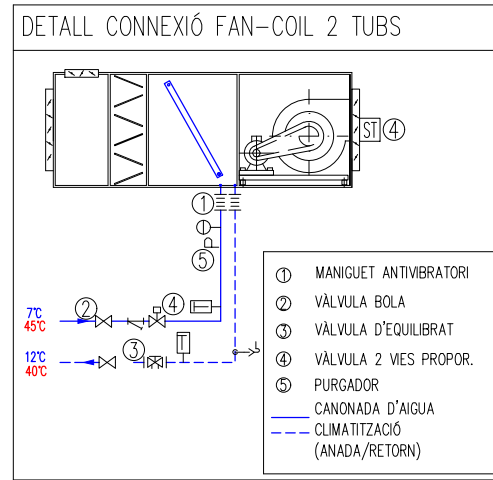 DETALL CONNEXIÓ FAN-COIL 2 TUBS
ST 4
1
5
2
4
7°C
45°C
12°C
40°C
3
T
1 MANIGUET ANTIVIBRATORI
2 VÀLVULA BOLA
3 VÀLVULA D'EQUILIBRAT
4 VÀLVULA 2 VIES PROPOR.
5 PURGADOR
CANONADA D'AIGUA
CLIMATITZACIÓ
(ANADA/RETORN)